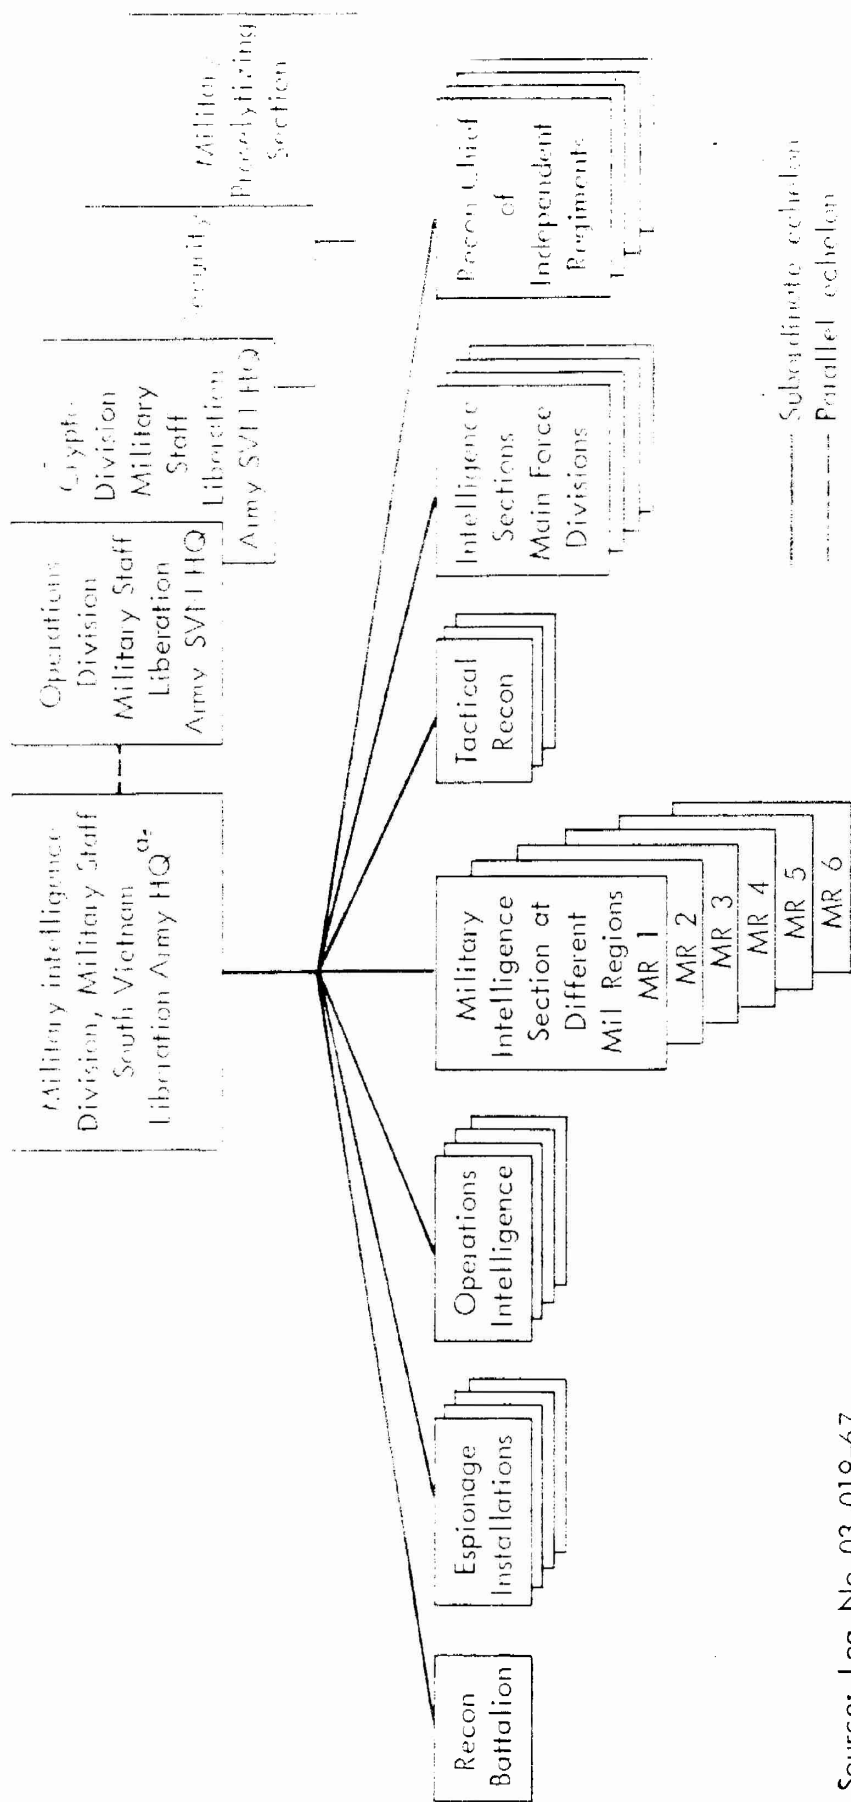 Military intelligence
Division, Military Staff
South Vietnam
Liberation Army HQ
Operations
Division
Military Staff
Liberation
Army SVN HQ
Crypto
Division
Military
Staff
Liberation
Army SVN HQ
Security
Military
Proselytizing
Section
Recon
Battalion
Espionage
Installations
Operations
Intelligence
Military
Intelligence
Section at
Different
Mil Regions
MR 1
MR 2
MR 3
MR 4
MR 5
MR 6
Tactical
Recon
Intelligence
Sections
Main Force
Divisions
Recon Chief
of
Independent
Regiments
Subordinate echelon
Parallel echelon
Source: Log No.